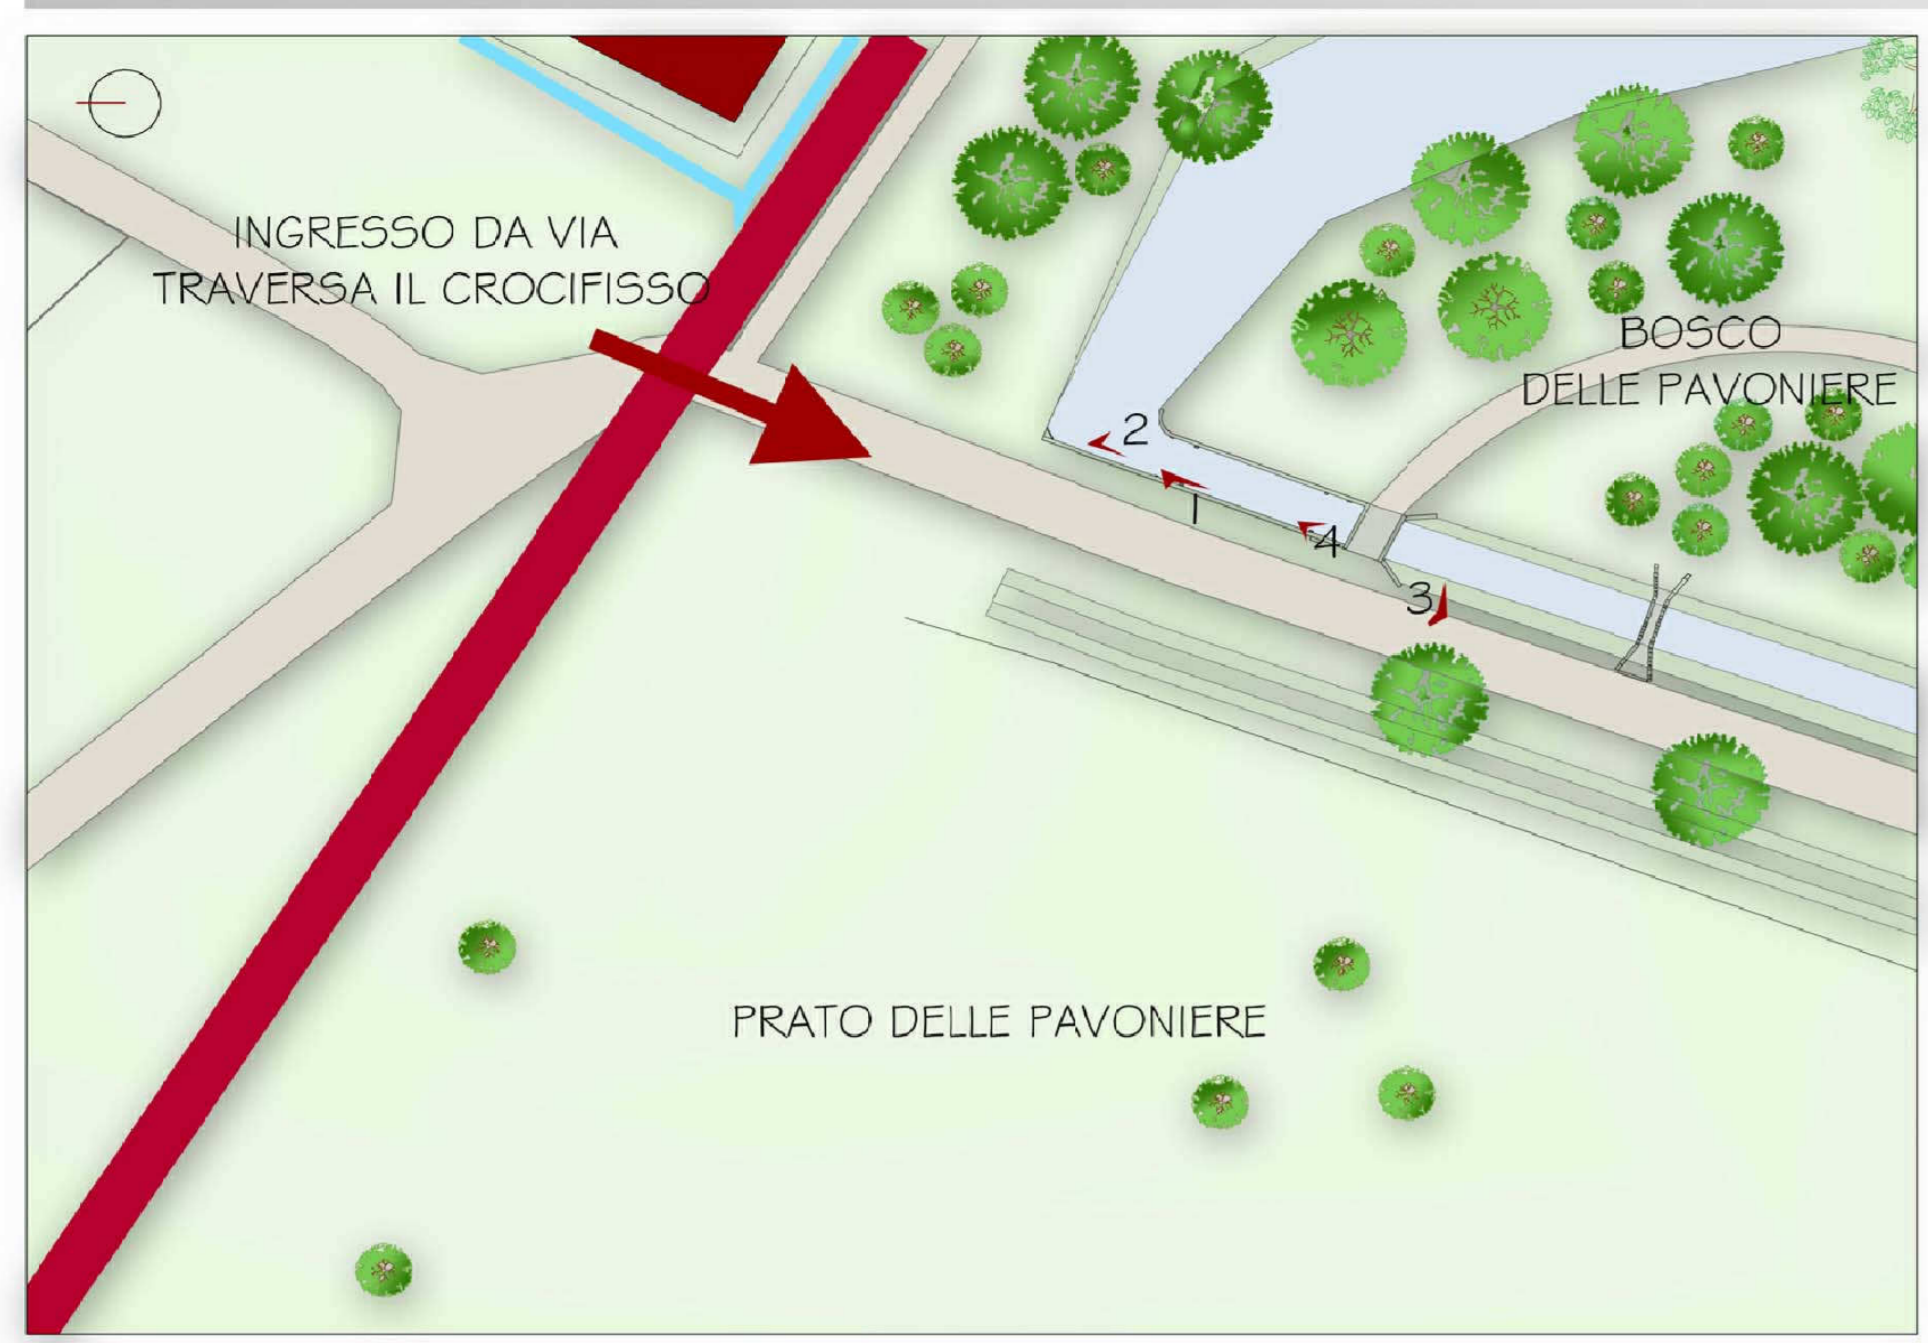 INGRESSO DA VIA
TRAVERSA IL CROCIFISSO
BOSCO
DELLE PAVONIERE
2
1
4
3
PRATO DELLE PAVONIERE